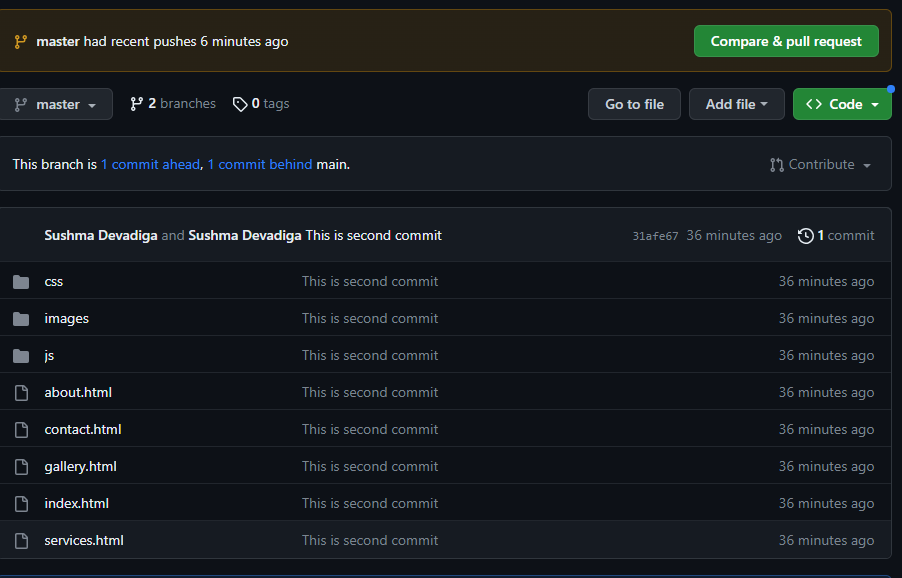 master had recent pushes 6 minutes ago Compare & pull request
master 2 branches 0 tags Go to file Add file Code
This branch is 1 commit ahead, 1 commit behind main. Contribute
Sushma Devadiga and Sushma Devadiga This is second commit 31afe67 36 minutes ago 1 commit
css This is second commit 36 minutes ago
images This is second commit 36 minutes ago
js This is second commit 36 minutes ago
about.html This is second commit 36 minutes ago
contact.html This is second commit 36 minutes ago
gallery.html This is second commit 36 minutes ago
index.html This is second commit 36 minutes ago
services.html This is second commit 36 minutes ago